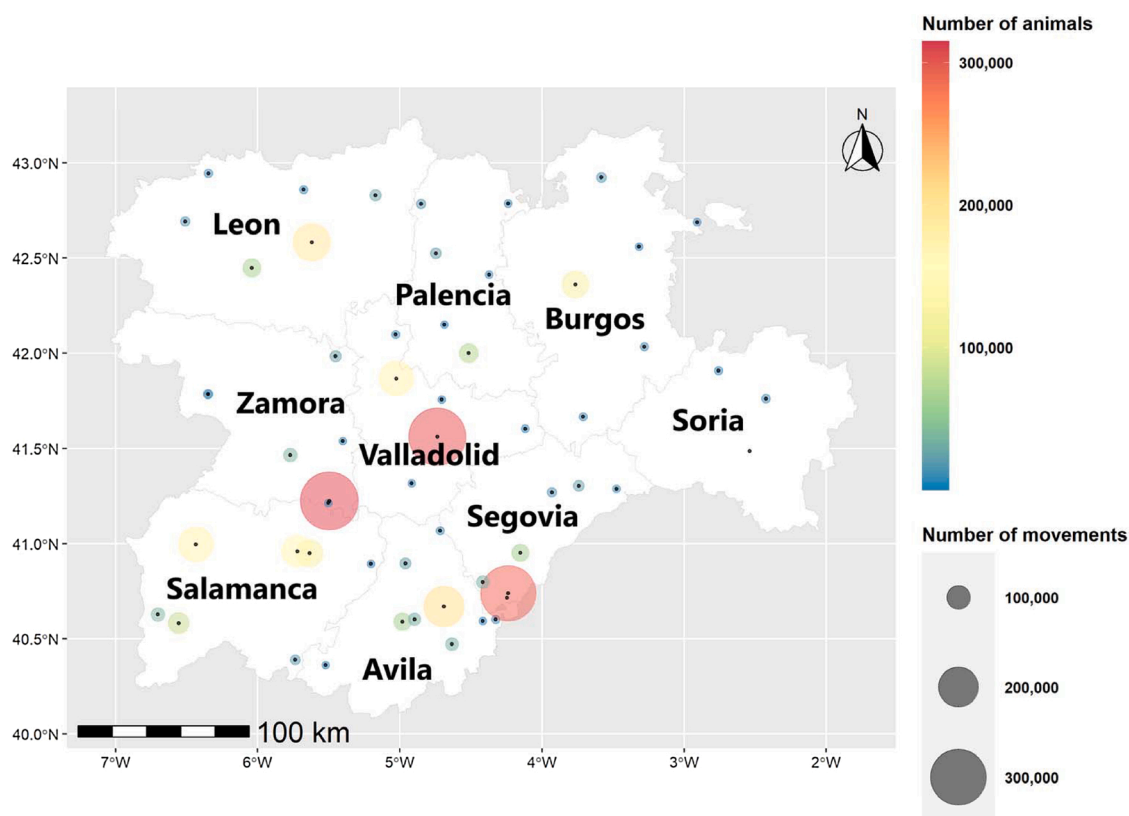 Number of animals
300,000
200,000
100,000
N
43.0°N
42.5°N
42.0°N
41.5°N
41.0°N
40.5°N
40.0°N
Leon
Palencia
Burgos
Zamora
Soria
Valladolid
Segovia
Salamanca
Avila
100 km
7°W
6°W
5°W
4°W
3°W
2°W
Number of movements
100,000
200,000
300,000